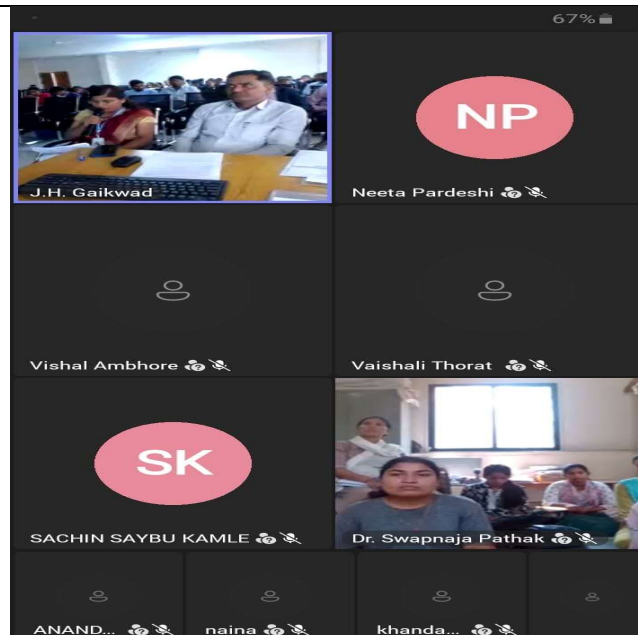 67%
J.H. Gaikwad
NP
Neeta Pardeshi
Vishal Ambhore
Vaishali Thorat
SK
SACHIN SAYBU KAMLE
Dr. Swapnaja Pathak
ANAND...
naina
khanda...